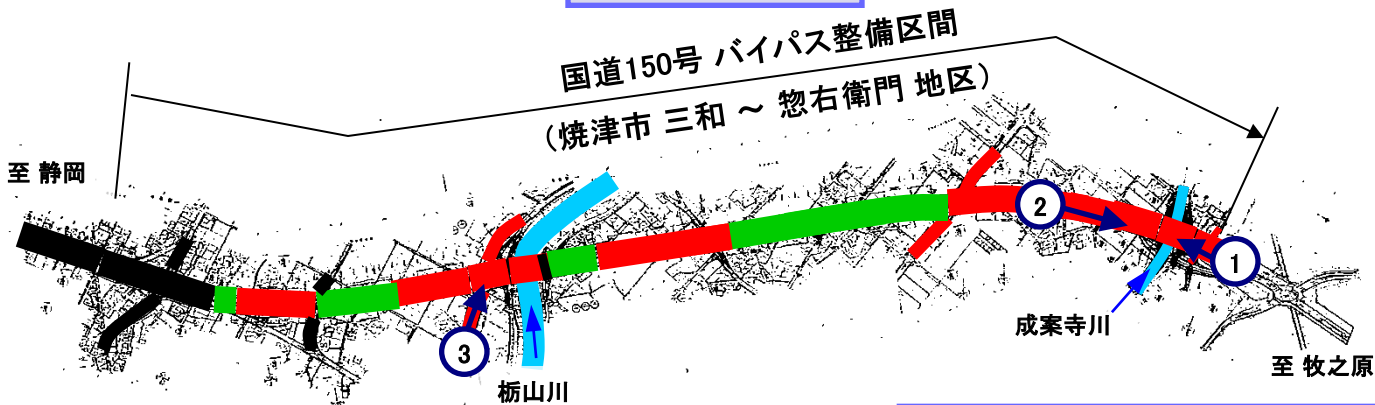 国道150号 バイパス整備区間
(焼津市 三和 ～ 惣右衛門 地区)
至 静岡
②
①
③
成案寺川
至 牧之原
栃山川